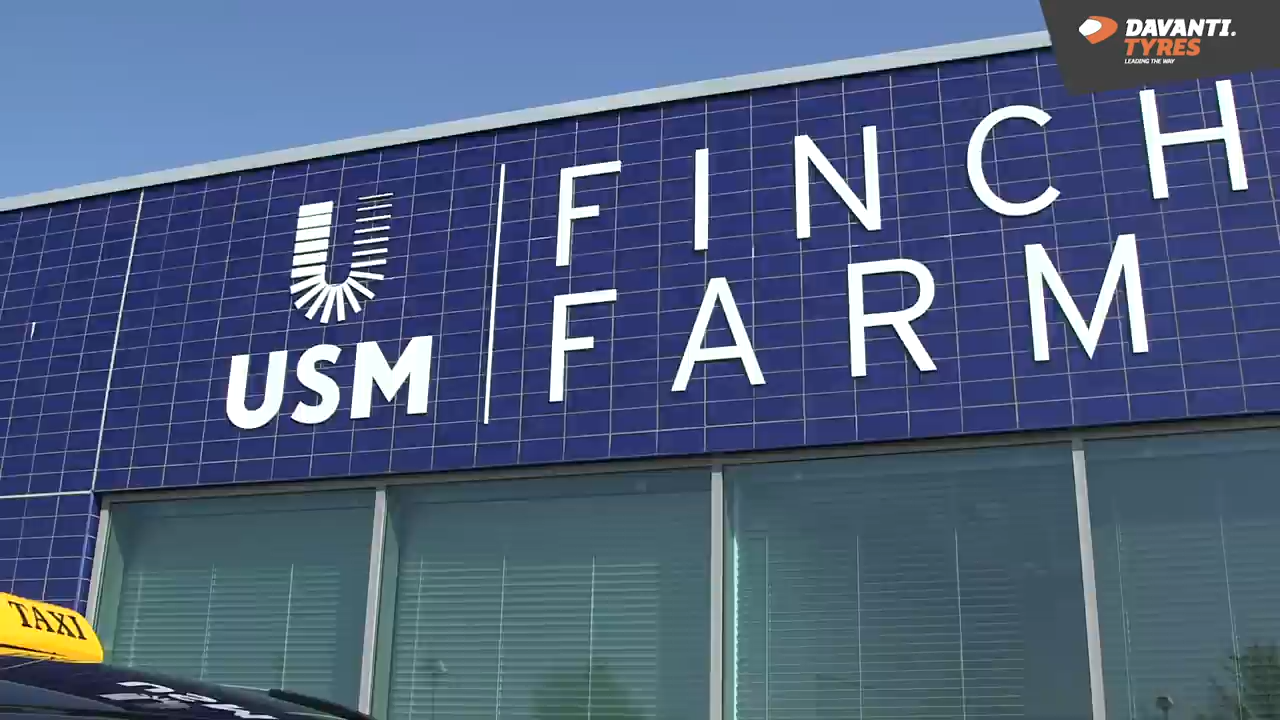 DAVANTI.
TYRES
LEADING THE WAY
USM
FINCH
FARM
TAXI